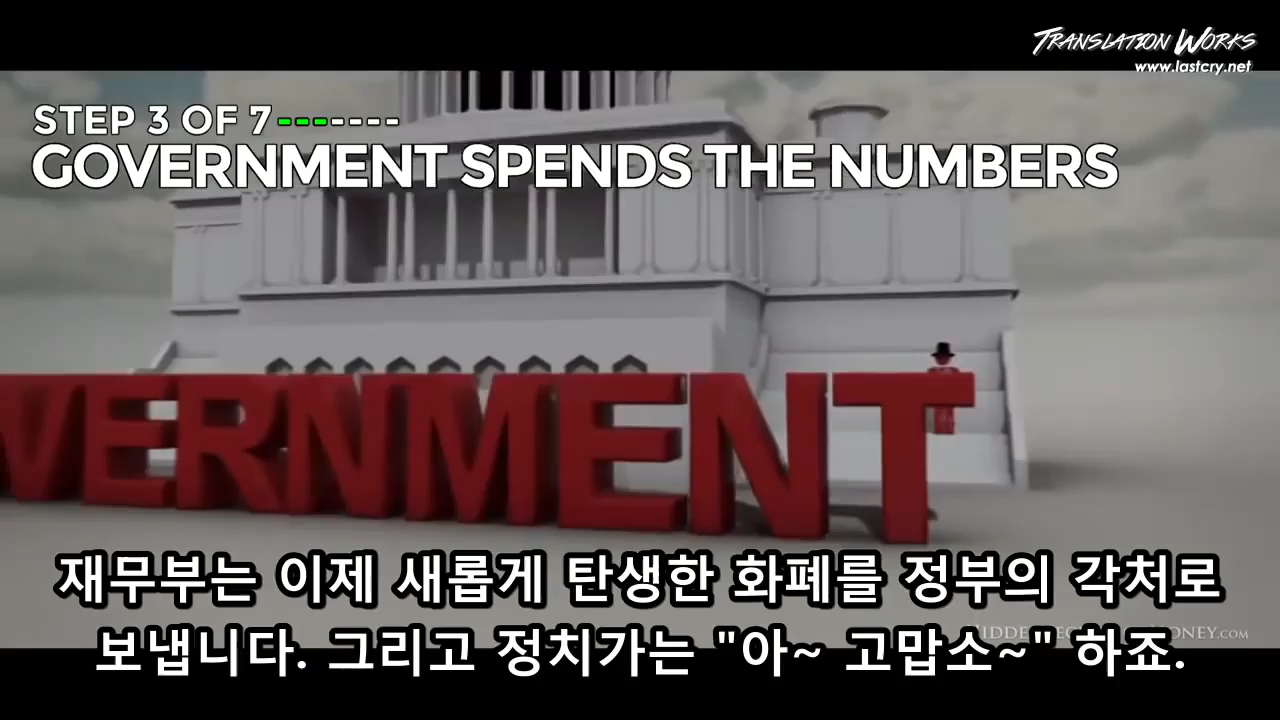 TRANSLATION WORKS
www.lastcry.net
STEP 3 OF 7-------
GOVERNMENT SPENDS THE NUMBERS
VERNMENT
재무부는 이제 새롭게 탄생한 화폐를 정부의 각처로
보냅니다. 그리고 정치가는 "아~ 고맙소~" 하죠.